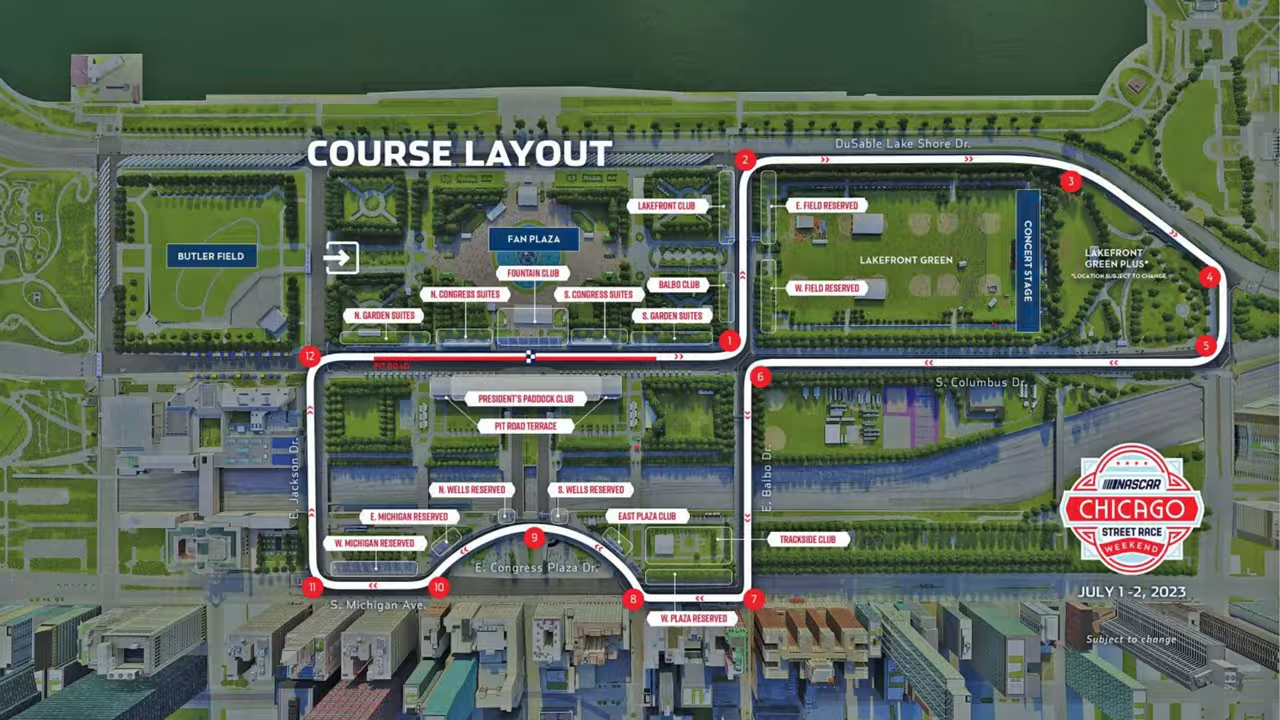 COURSE LAYOUT
DuSable Lake Shore Dr.
2
3
LAKEFRONT CLUB
E. FIELD RESERVED
CONCERT STAGE
BUTLER FIELD
FAN PLAZA
LAKEFRONT GREEN
LAKEFRONT
GREEN PLUS*
*LOCATION SUBJECT TO CHANGE
FOUNTAIN CLUB
4
BALBO CLUB
W. FIELD RESERVED
N. CONGRESS SUITES
S. CONGRESS SUITES
N. GARDEN SUITES
S. GARDEN SUITES
1
5
12
PIT ROAD
6
S. Columbus Dr.
PRESIDENT'S PADDOCK CLUB
PIT ROAD TERRACE
E. Jackson Dr.
E. Balbo Dr.
N. WELLS RESERVED
S. WELLS RESERVED
E. MICHIGAN RESERVED
EAST PLAZA CLUB
W. MICHIGAN RESERVED
9
TRACKSIDE CLUB
E. Congress Plaza Dr.
11
10
8
7
S. Michigan Ave.
W. PLAZA RESERVED
NASCAR
CHICAGO
STREET RACE
WEEKEND
JULY 1-2, 2023
Subject to change